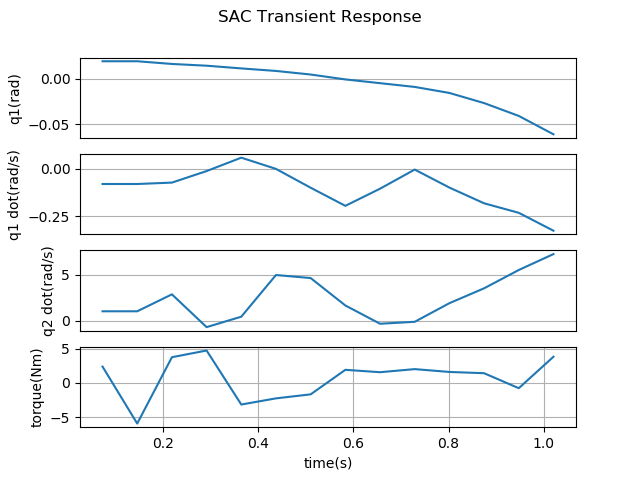 SAC Transient Response
q1(rad)
0.00
−0.05
q1 dot(rad/s)
0.00
−0.25
q2 dot(rad/s)
5
0
torque(Nm)
5
0
−5
0.2 0.4 0.6 0.8 1.0
time(s)